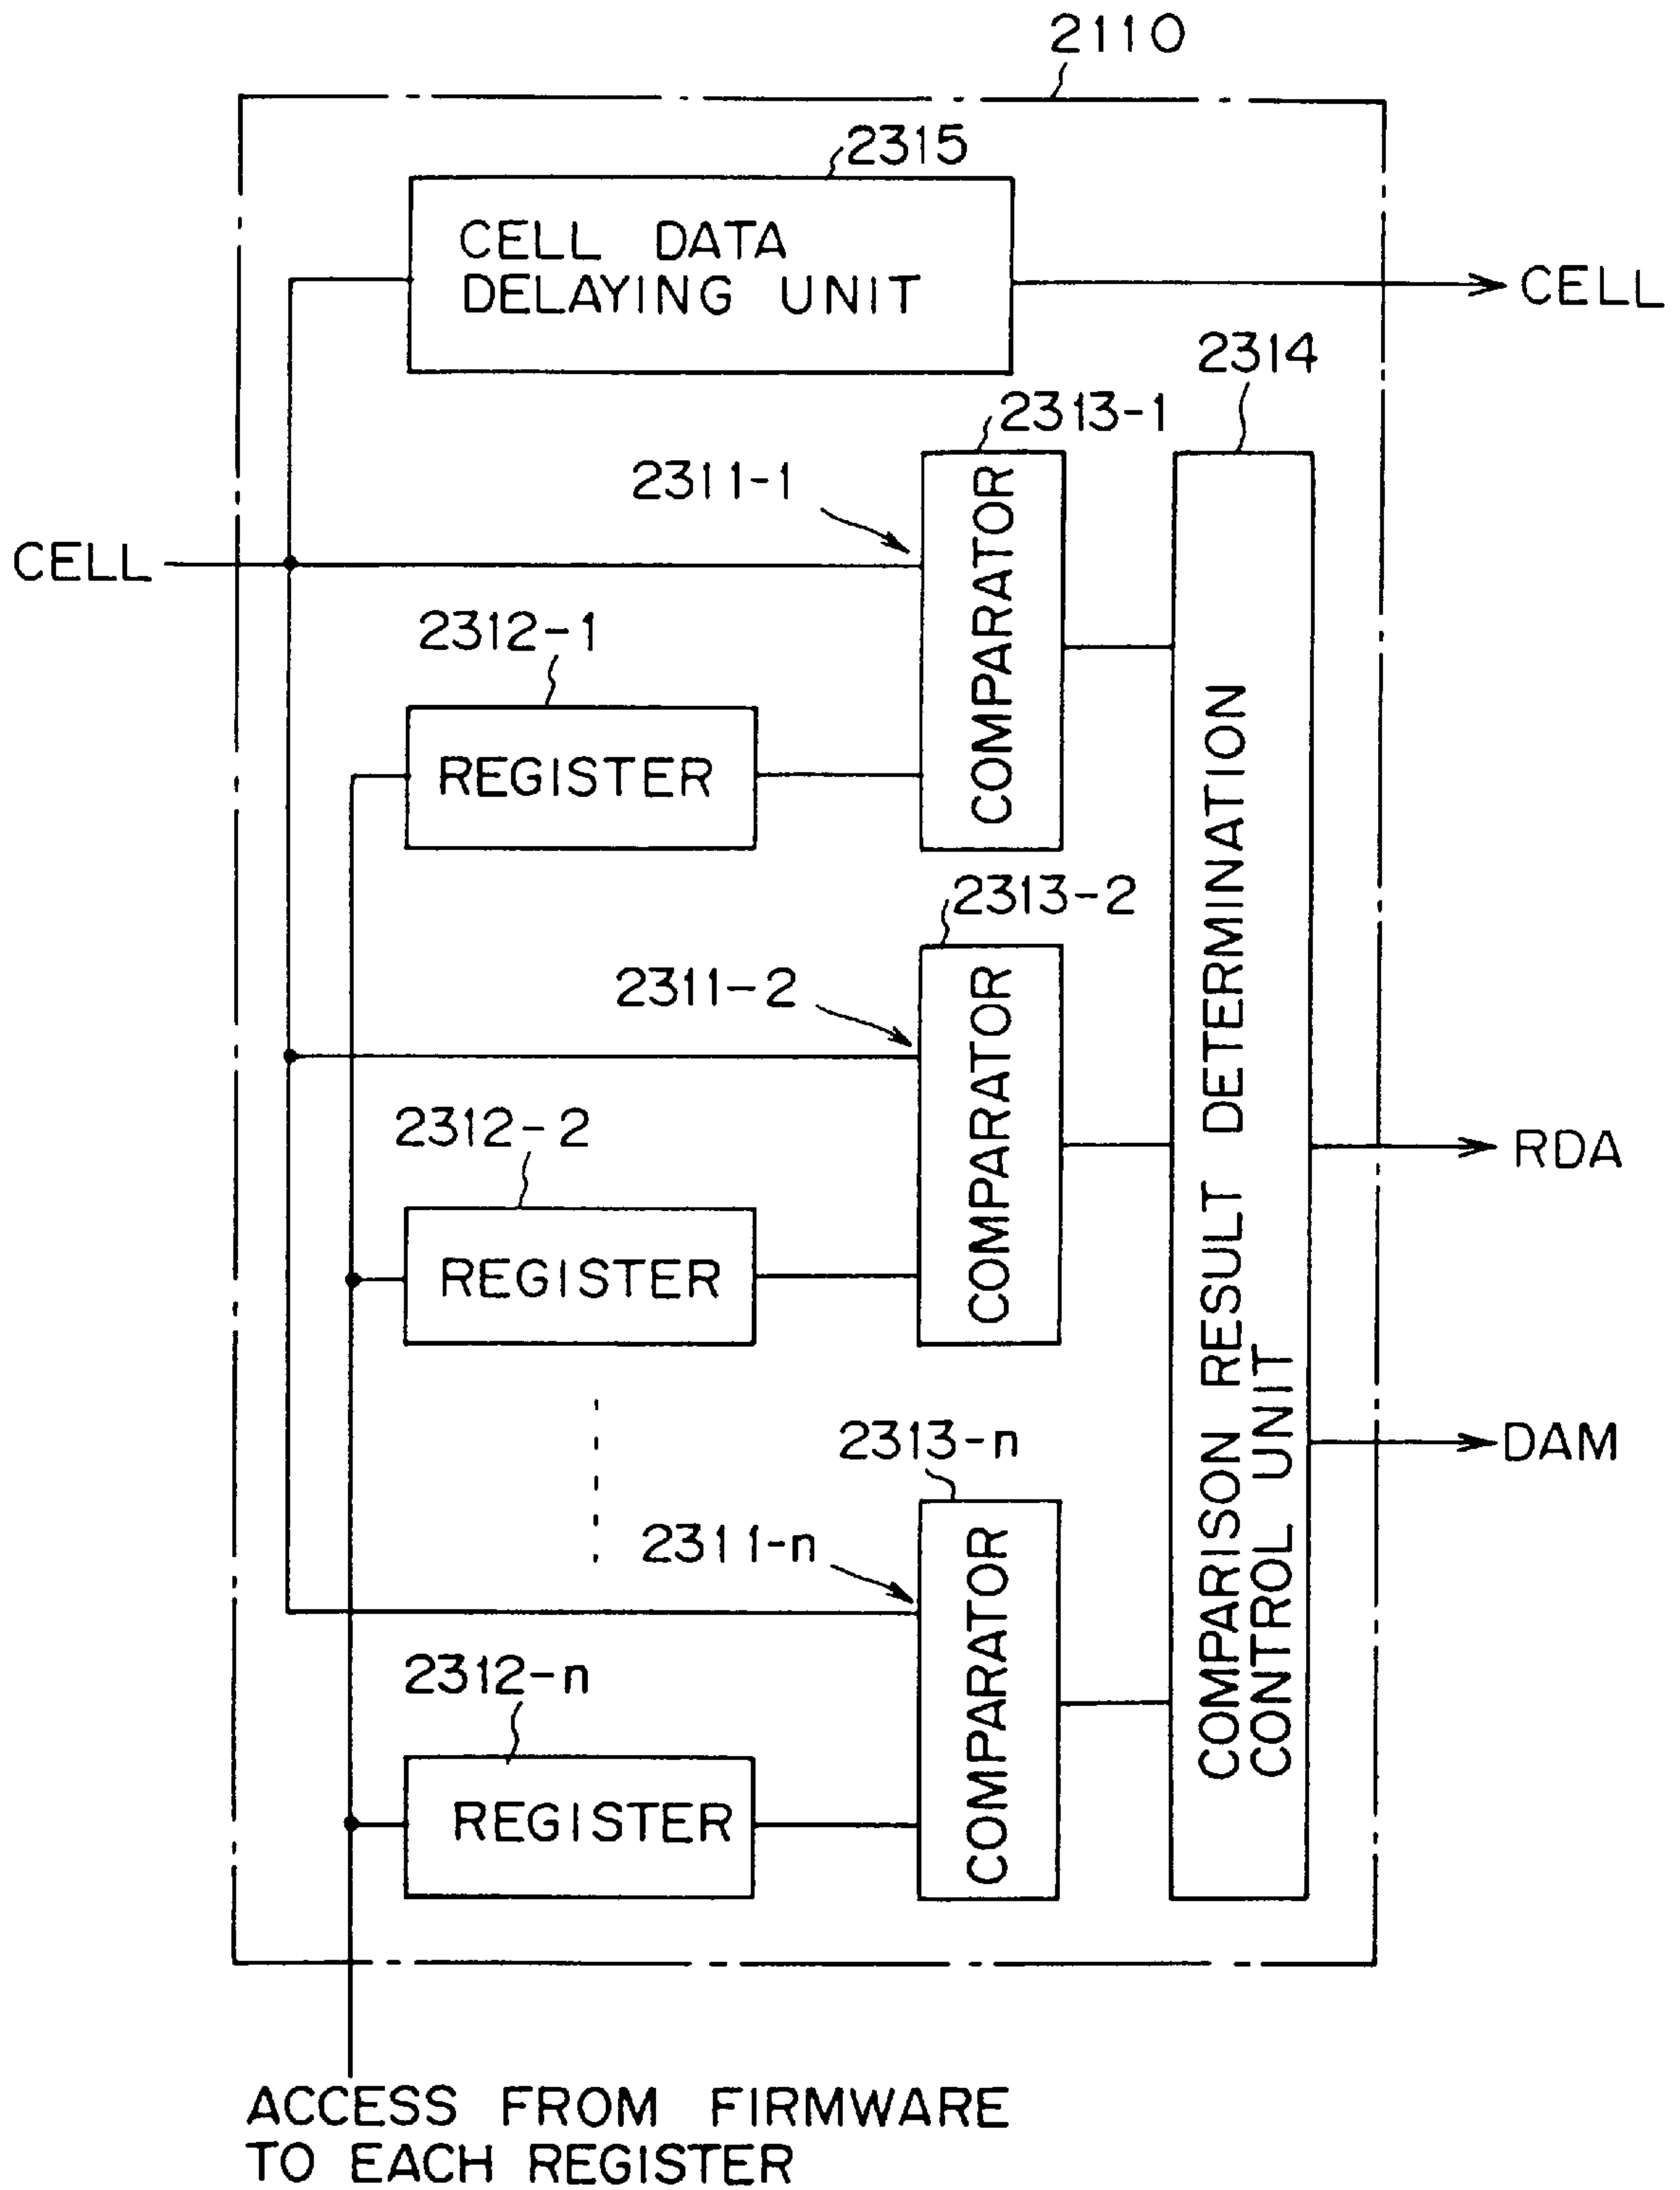 2110
2315
CELL DATA
DELAYING UNIT
CELL
2314
2313-1
2311-1
COMPARATOR
CELL
2312-1
REGISTER
2313-2
2311-2
COMPARATOR
2312-2
REGISTER
COMPARISON RESULT DETERMINATION
CONTROL UNIT
RDA
DAM
2313-n
2311-n
COMPARATOR
2312-n
REGISTER
ACCESS FROM FIRMWARE
TO EACH REGISTER